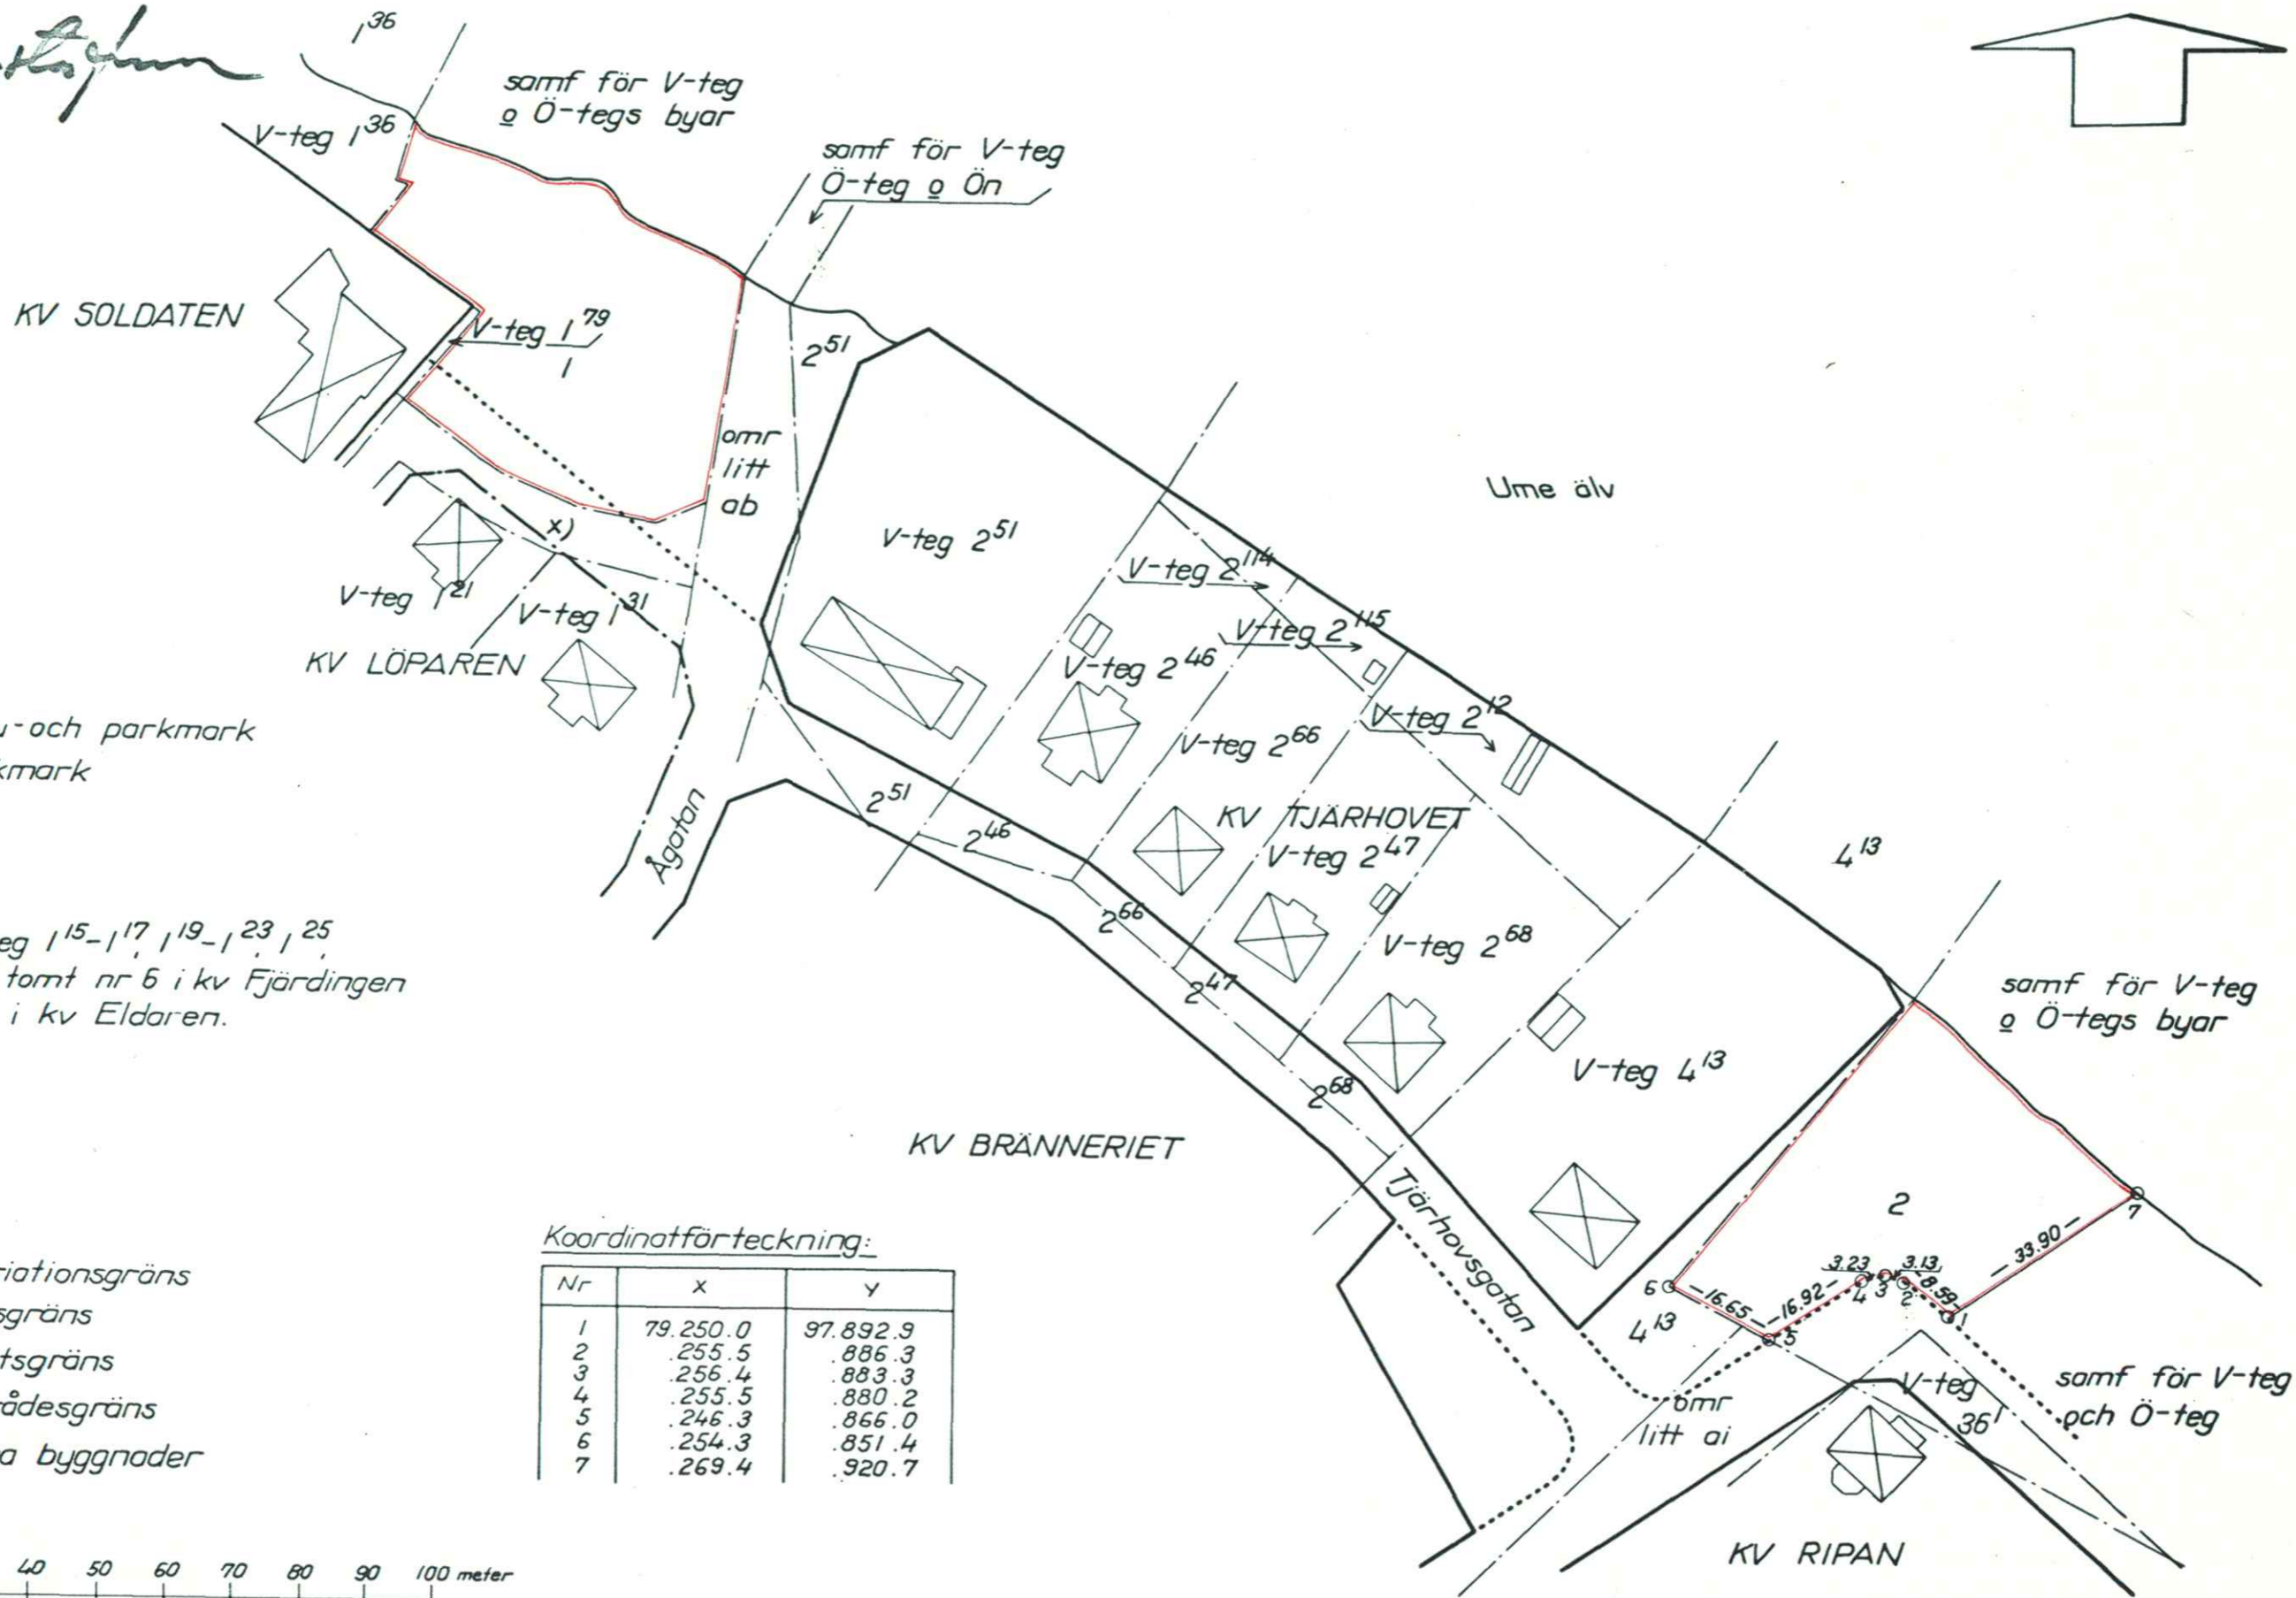 1³⁶
samf för V-teg
o Ö-tegs byar
V-teg 1³⁶
samf för V-teg
Ö-teg o Ön
KV SOLDATEN
V-teg 1⁷⁹
1
2⁵¹
omr
litt
ab
Ume älv
V-teg 2⁵¹
x)
V-teg 2¹¹⁴
V-teg 1²¹
V-teg 1³¹
V-teg 2¹¹⁵
V-teg 2⁴⁶
KV LÖPAREN
V-teg 2¹²
V-teg 2⁶⁶
- och parkmark
kmark
2⁵¹
KV TJÄRHOVET
2⁴⁶
V-teg 2⁴⁷
Ågatan
4¹³
2⁶⁶
V-teg 2⁶⁸
eg 1¹⁵-1¹⁷, 1¹⁹-1²³, 1²⁵,
tomt nr 6 i kv Fjärdingen
i kv Eldaren.
2⁴⁷
samf för V-teg
o Ö-tegs byar
V-teg 4¹³
2⁶⁸
KV BRÄNNERIET
Tjärhovsgatan
2
7
33.90
3.23
3.13
8.59
16.92
16.65
6
4
3
2
1
5
4¹³
Koordinatförteckning:
Nr X Y
1 79.250.0 97.892.9
2 .255.5 .886.3
3 .256.4 .883.3
4 .255.5 .880.2
5 .246.3 .866.0
6 .254.3 .851.4
7 .269.4 .920.7
riationsgräns
sgräns
tsgräns
ådesgräns
a byggnader
V-teg
36¹
samf för V-teg
och Ö-teg
omr
litt ai
KV RIPAN
40 50 60 70 80 90 100 meter